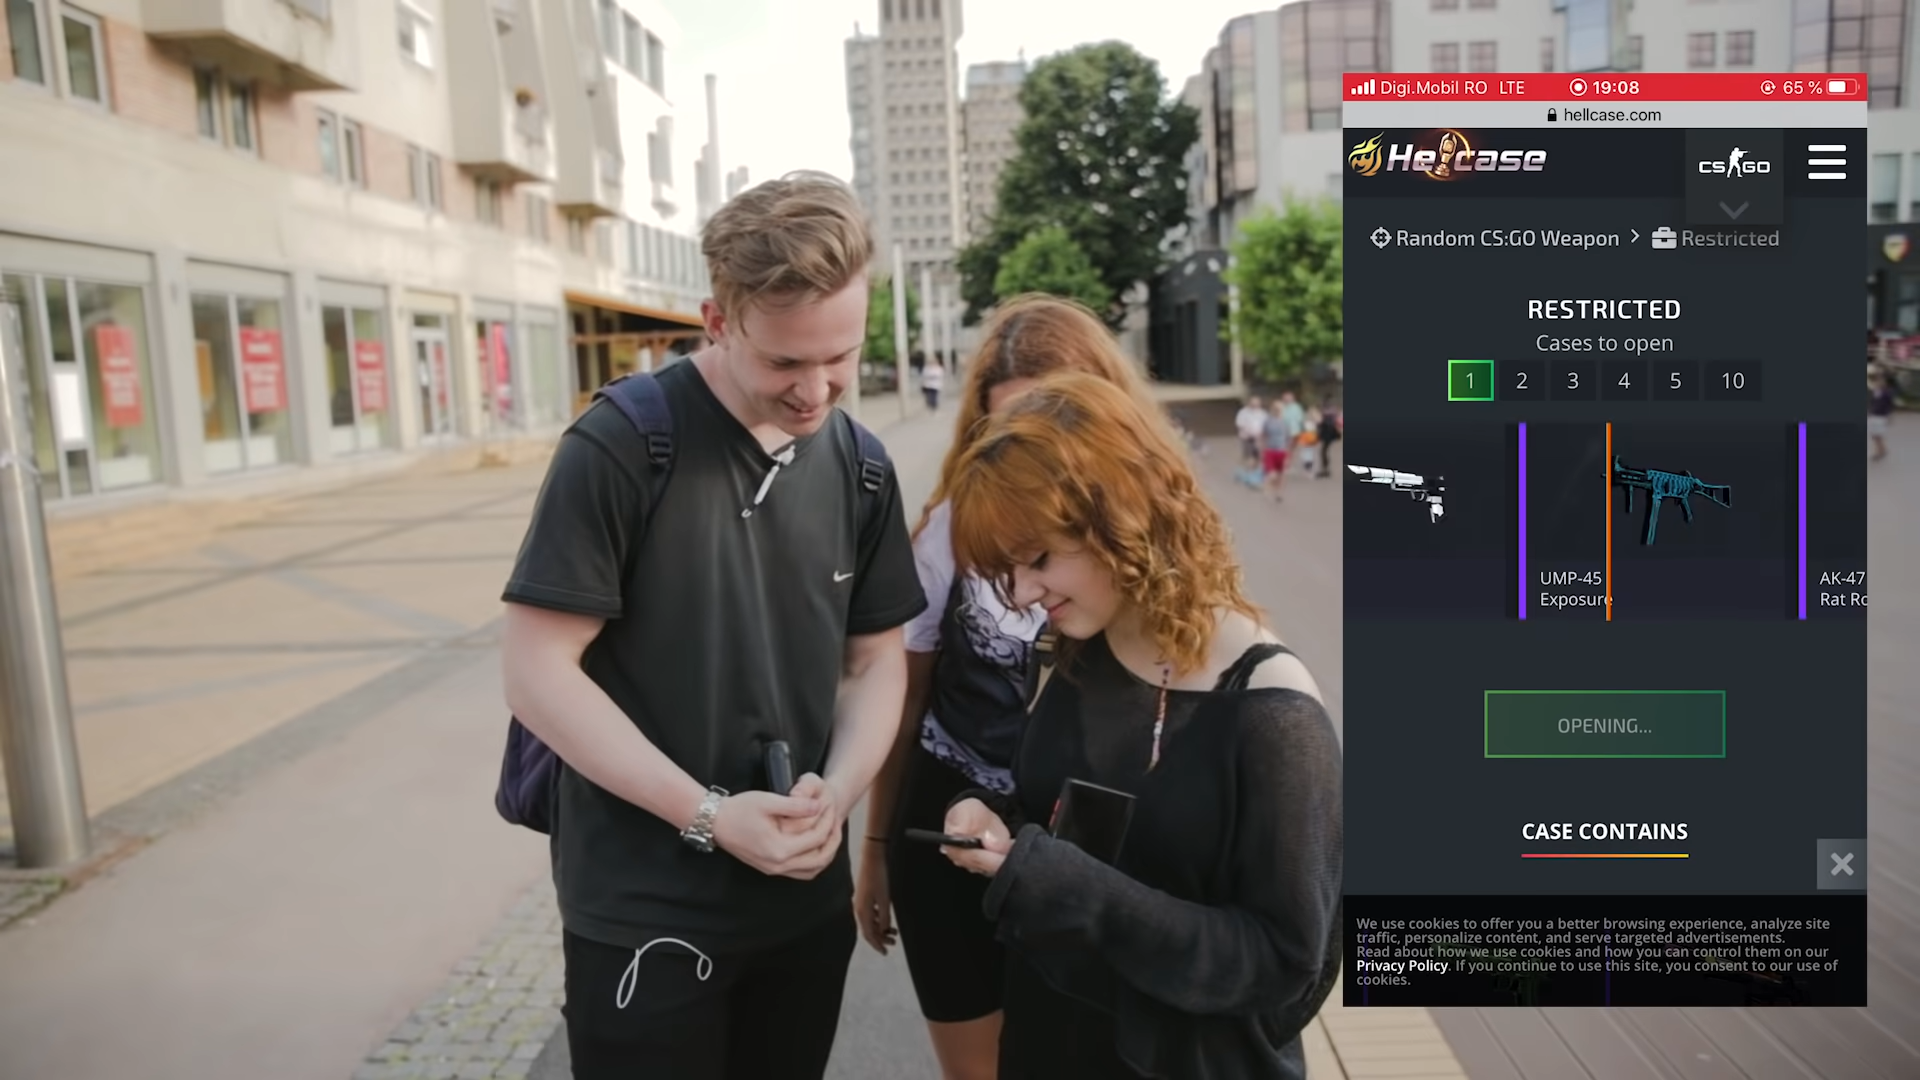 Digi.Mobil RO LTE 19:08 65 %
hellcase.com
Hellcase
CS GO
Random CS:GO Weapon > Restricted
RESTRICTED
Cases to open
1 2 3 4 5 10
UMP-45
Exposure
AK-47
Rat Ro
OPENING...
CASE CONTAINS
We use cookies to offer you a better browsing experience, analyze site
traffic, personalize content, and serve targeted advertisements.
Read about how we use cookies and how you can control them on our
Privacy Policy. If you continue to use this site, you consent to our use of
cookies.